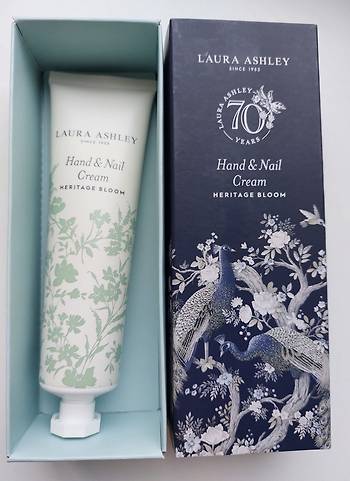 LAURA ASHLEY
SINCE 1953
Hand & Nail
Cream
HERITAGE BLOOM
LAURA ASHLEY
SINCE 1953
LAURA ASHLEY
70
YEARS
Hand & Nail
Cream
HERITAGE BLOOM